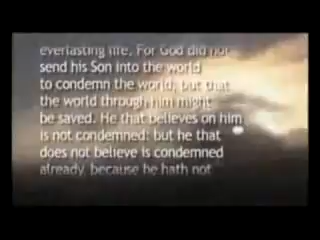 everlasting life, For God did not
send his Son into the world
to condemn the world; but that
the world through him might
be saved. He that believes on him
is not condemned: but he that
does not believe is condemned
already, because he hath not